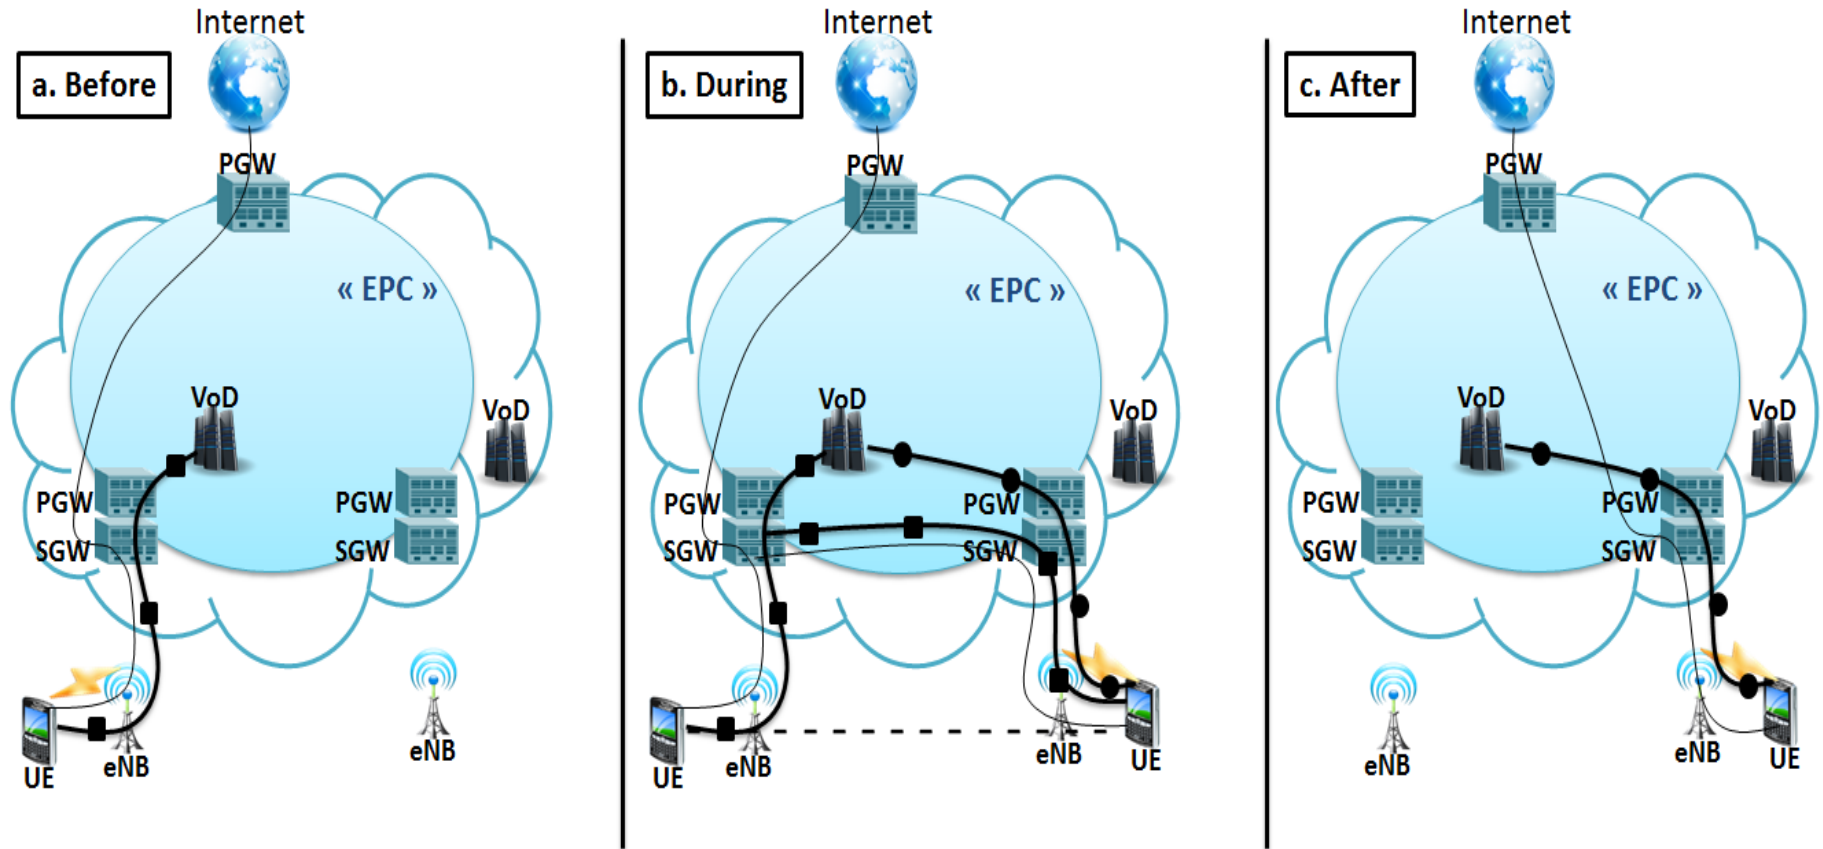 Internet
a. Before
PGW
« EPC »
VoD
VoD
PGW
PGW
SGW
SGW
eNB
eNB
UE
Internet
b. During
PGW
« EPC »
VoD
VoD
PGW
PGW
SGW
SGW
eNB
eNB
UE
UE
Internet
c. After
PGW
« EPC »
VoD
VoD
PGW
PGW
SGW
SGW
eNB
eNB
UE